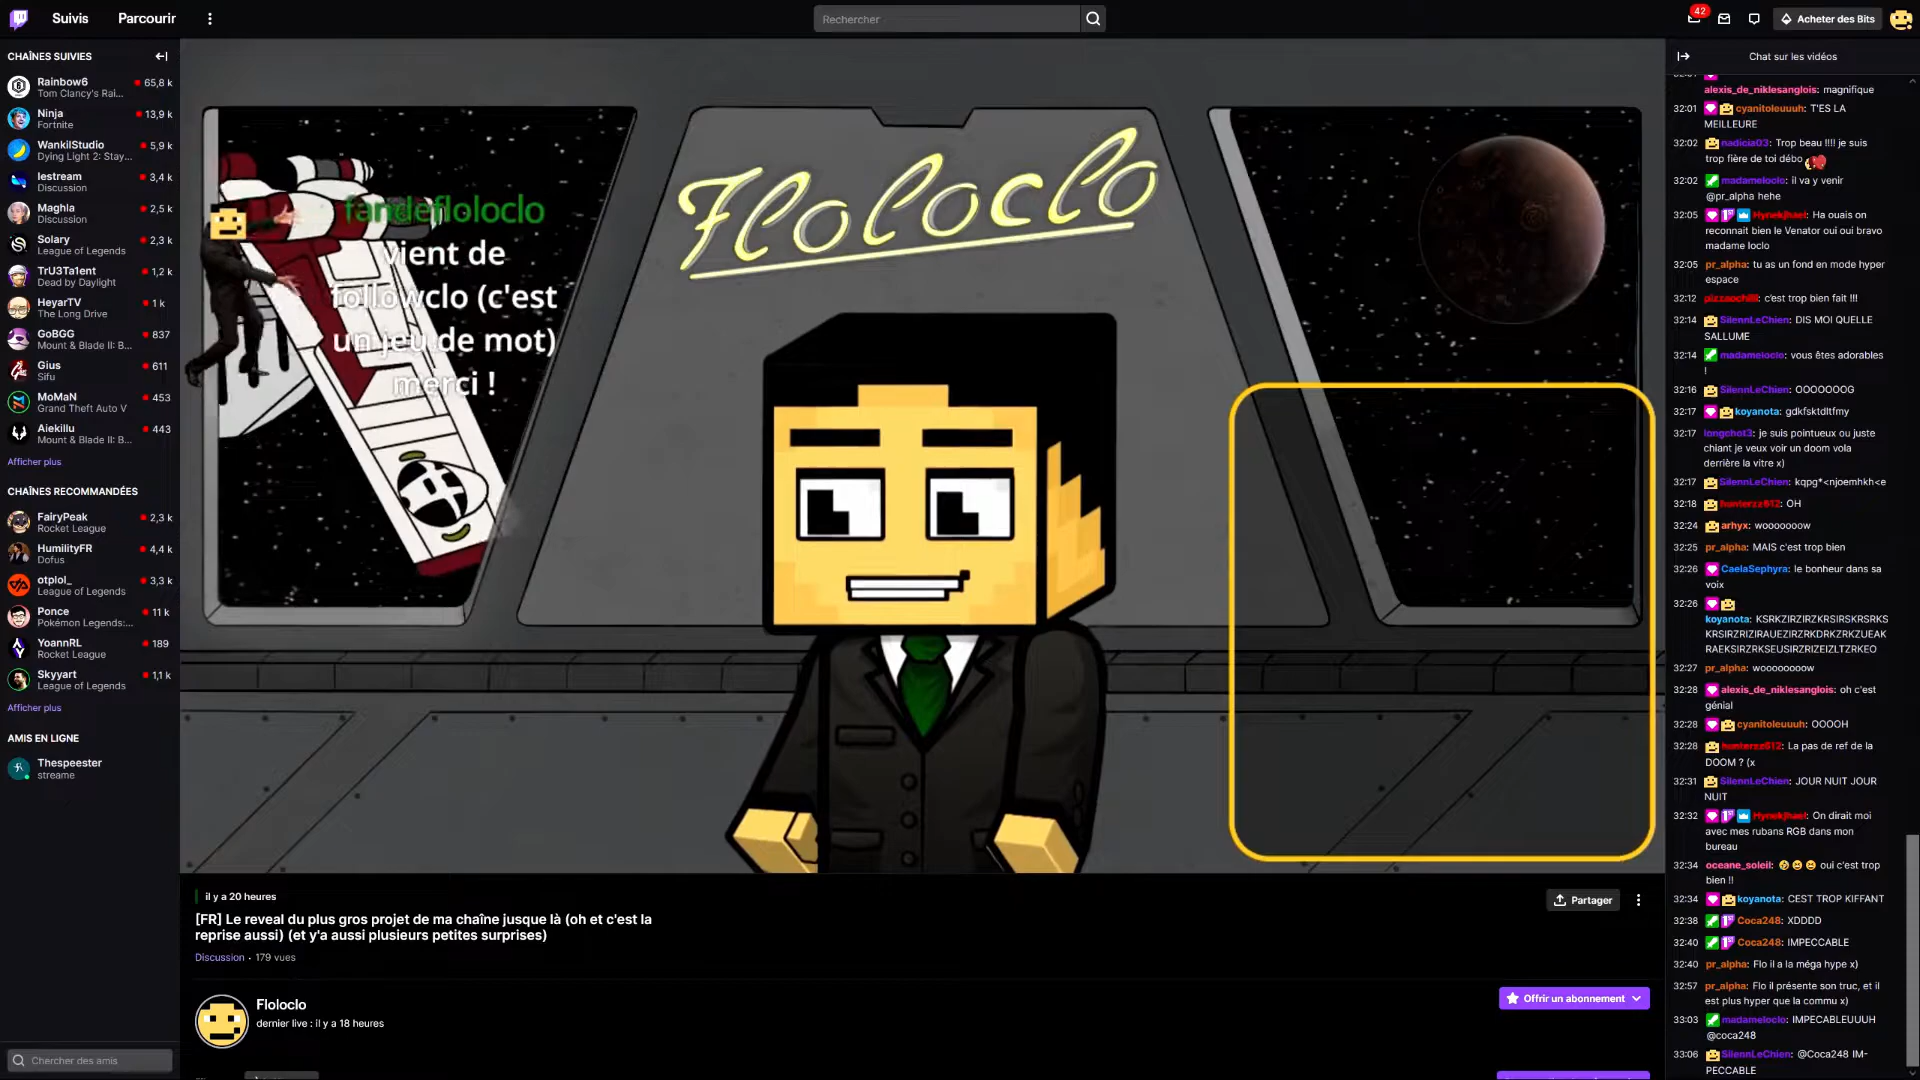 Suivis
Parcourir
Rechercher
42
Acheter des Bits
CHAÎNES SUIVIES
Rainbow6
65,8 k
Tom Clancy's Rai...
Ninja
13,9 k
Fortnite
WankilStudio
5,9 k
Dying Light 2: Stay...
lestream
3,4 k
Discussion
Maghla
2,5 k
Discussion
Solary
2,3 k
League of Legends
TrU3Ta1ent
1,2 k
Dead by Daylight
HeyarTV
1 k
The Long Drive
GoBGG
837
Mount & Blade II: B...
Gius
611
Sifu
MoMaN
453
Grand Theft Auto V
Aiekillu
443
Mount & Blade II: B...
Afficher plus
CHAÎNES RECOMMANDÉES
FairyPeak
2,3 k
Rocket League
HumilityFR
4,4 k
Dofus
otplol_
3,3 k
League of Legends
Ponce
11 k
Pokémon Legends:...
YoannRL
189
Rocket League
Skyyart
1,1 k
League of Legends
Afficher plus
AMIS EN LIGNE
Thespeester
streame
Chercher des amis
fandefloloclo
vient de
followclo (c'est
un jeu de mot)
merci !
Floloclo
il y a 20 heures
[FR] Le reveal du plus gros projet de ma chaîne jusque là (oh et c'est la
reprise aussi) (et y'a aussi plusieurs petites surprises)
Discussion • 179 vues
Partager
Floloclo
dernier live : il y a 18 heures
Offrir un abonnement
Chat sur les vidéos
alexis_de_niklesanglois: magnifique
32:01 cyanitoleuuuh: T'ES LA
MEILLEURE
32:02 nadicia03: Trop beau !!!! je suis
trop fière de toi débo
32:02 madameloclo: il va y venir
@pr_alpha hehe
32:05 Hynekjhael: Ha ouais on
reconnait bien le Venator oui oui bravo
madame loclo
32:05 pr_alpha: tu as un fond en mode hyper
espace
32:12
c'est trop bien fait !!!
32:14 SilennLeChien: DIS MOI QUELLE
SALLUME
32:14 madameloclo: vous êtes adorables
!
32:16 SilennLeChien: OOOOOOOG
32:17 koyanota: gdkfsktdltfmy
32:17 longchot3: je suis pointueux ou juste
chiant je veux voir un doom vola
derrière la vitre x)
32:17 SilennLeChien: kqpg*<njoemhkh<e
32:18 hunterzz612: OH
32:24 arhyx: wooooooow
32:25 pr_alpha: MAIS c'est trop bien
32:26 CaelaSephyra: le bonheur dans sa
voix
32:26
koyanota: KSRKZIRZIRZKRSIRSKRSRKS
KRSIRZRIZIRAUEZIRZRKDRKZRKZUEAK
RAEKSIRZRKSEUSIRZRIZEIZLTZRKEO
32:27 pr_alpha: woooooooow
32:28 alexis_de_niklesanglois: oh c'est
génial
32:28 cyanitoleuuuh: OOOOH
32:28 hunterzz612: La pas de ref de la
DOOM ? (x
32:31 SilennLeChien: JOUR NUIT JOUR
NUIT
32:32 Hynekjhael: On dirait moi
avec mes rubans RGB dans mon
bureau
32:34 oceane_soleil: oui c'est trop
bien !!
32:34 koyanota: CEST TROP KIFFANT
32:38 Coca248: XDDDD
32:40 Coca248: IMPECCABLE
32:40 pr_alpha: Flo il a la méga hype x)
32:57 pr_alpha: Flo il présente son truc, et il
est plus hyper que la commu x)
33:03 madameloclo: IMPECABLEUUUH
@coca248
33:06 SilennLeChien: @Coca248 IM-
PECCABLE